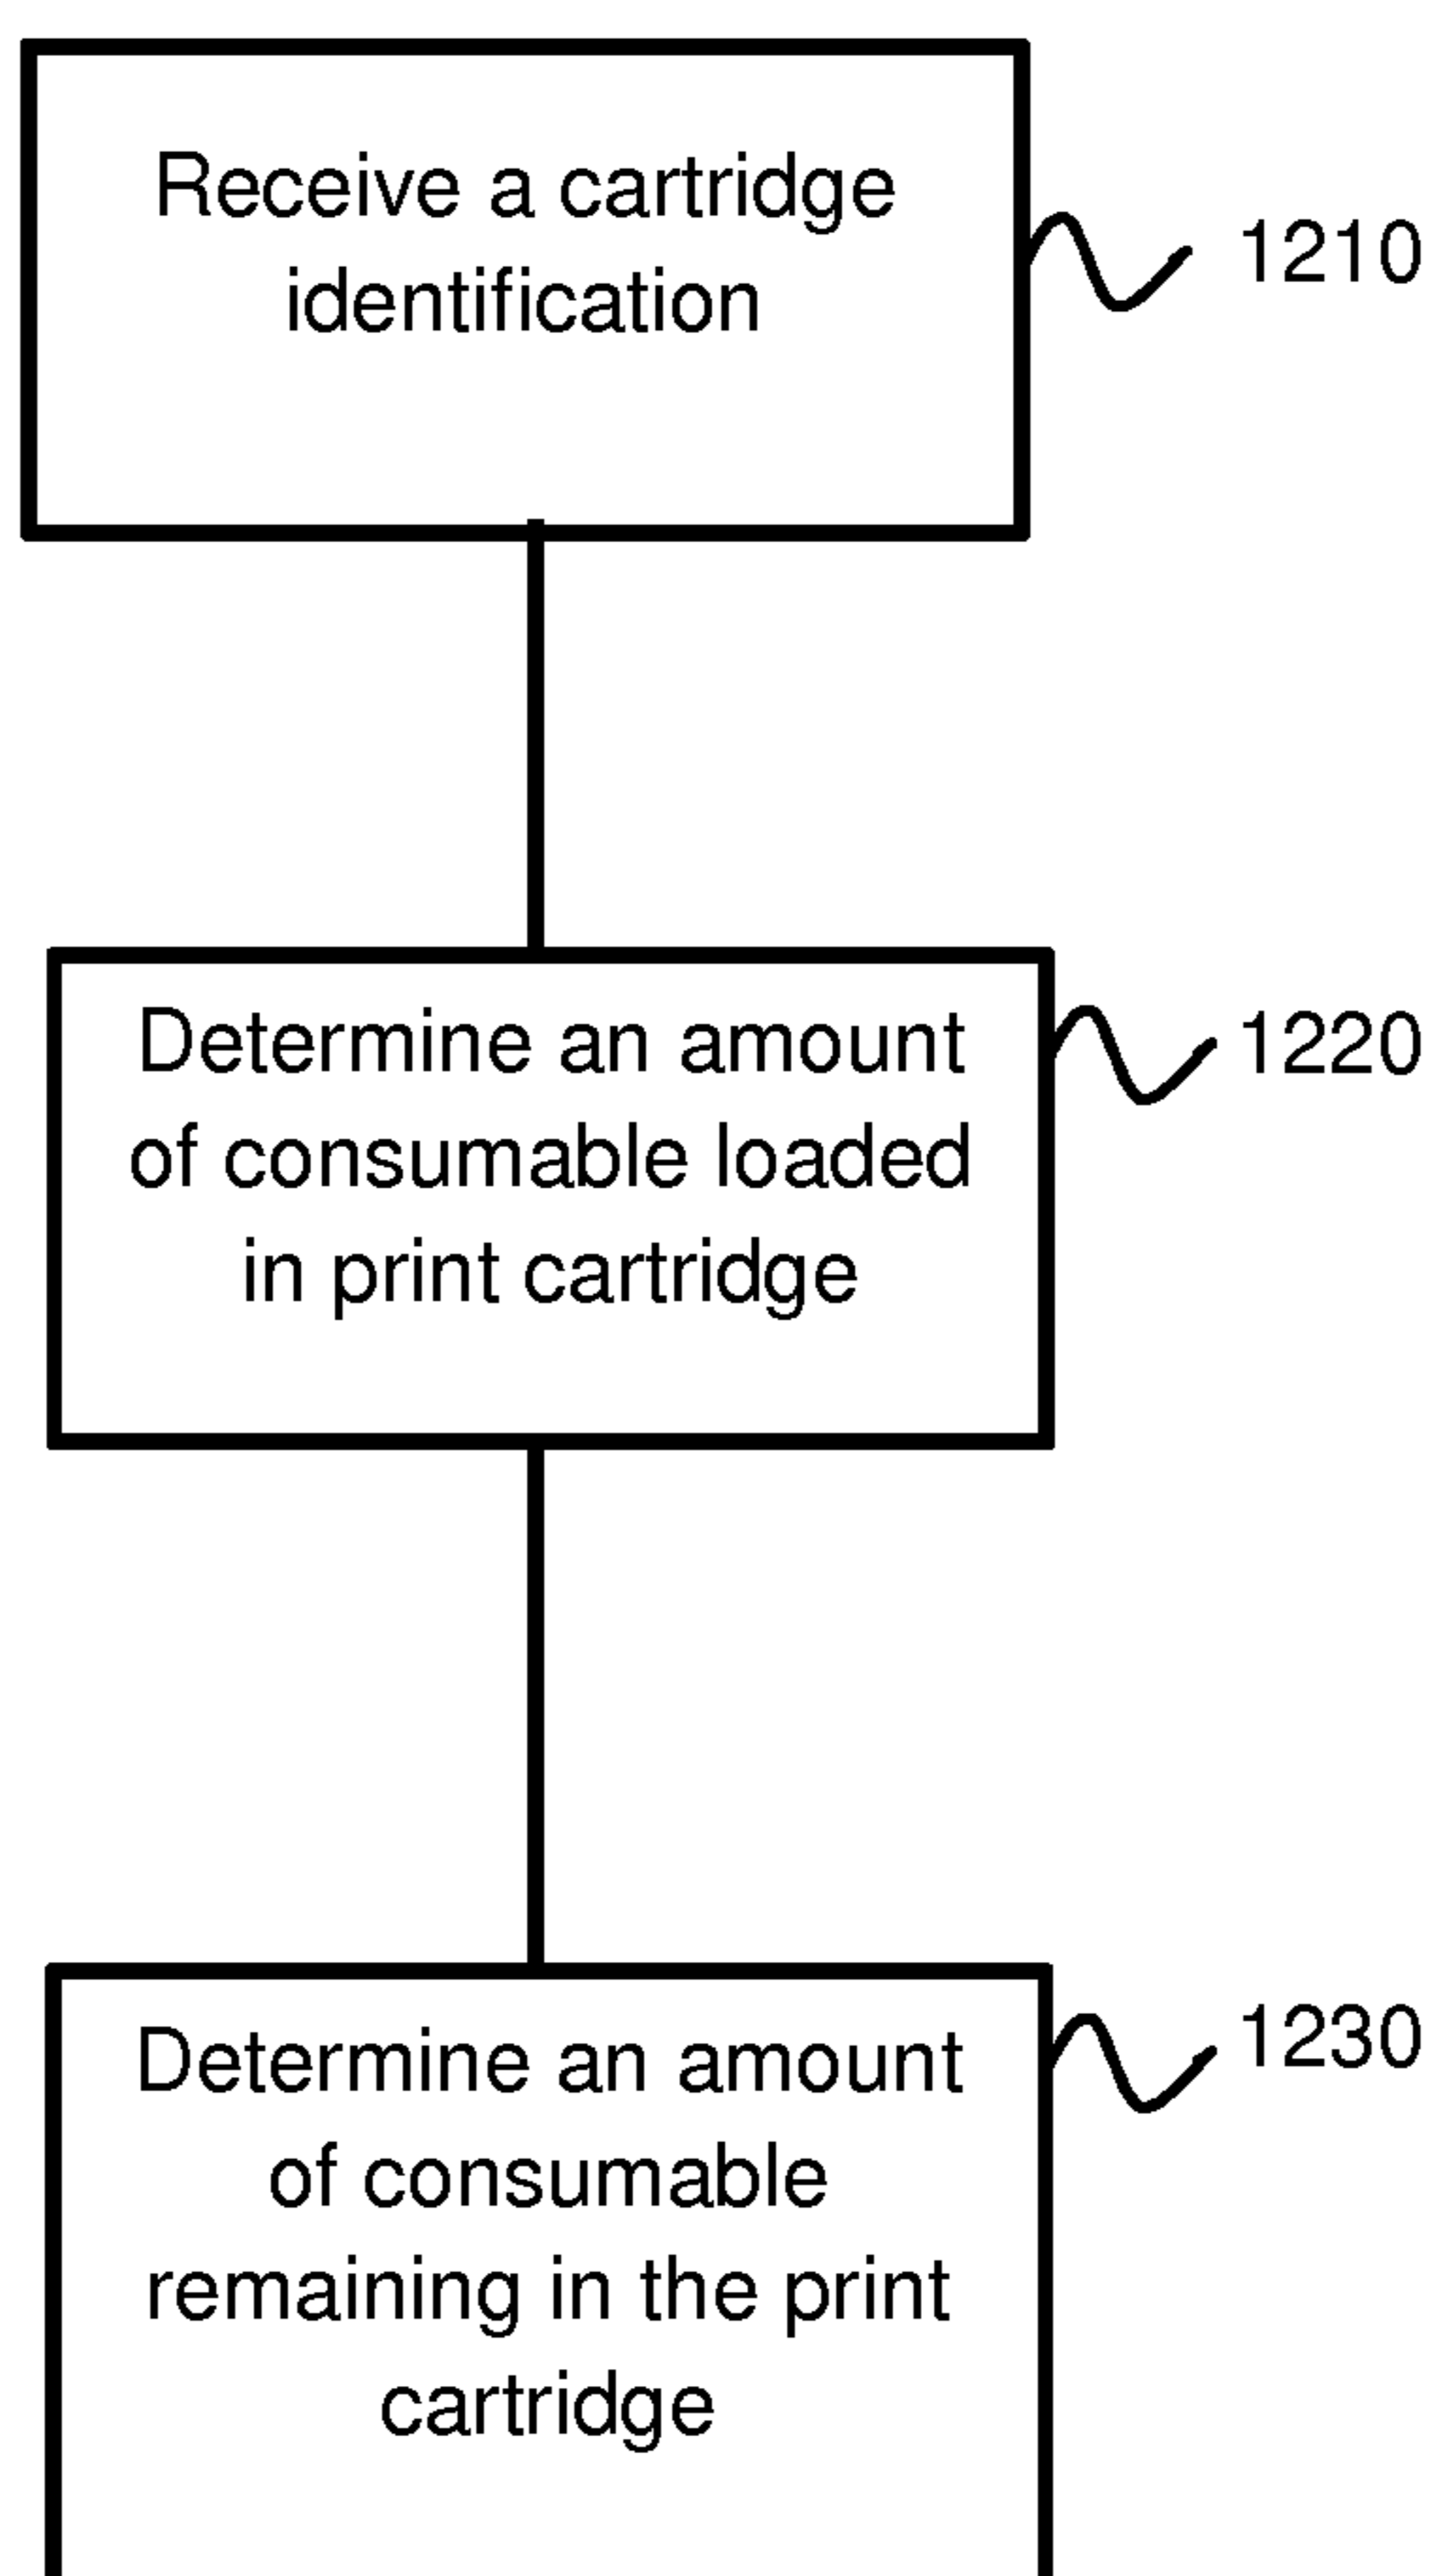 Receive a cartridge
identification
1210
Determine an amount
of consumable loaded
in print cartridge
1220
Determine an amount
of consumable
remaining in the print
cartridge
1230